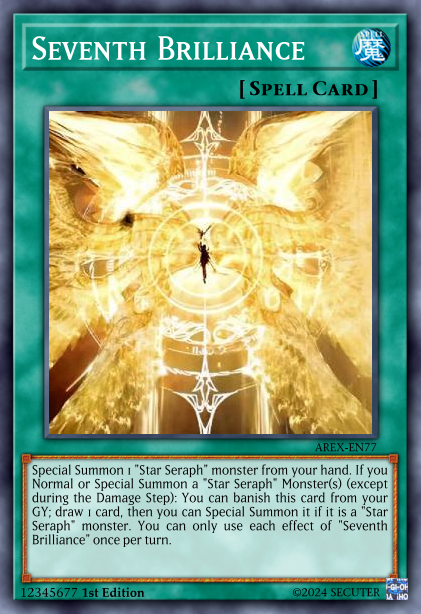 SEVENTH BRILLIANCE
魔
[SPELL CARD]
AREX-EN77
Special Summon 1 "Star Seraph" monster from your hand. If you
Normal or Special Summon a "Star Seraph" Monster(s) (except
during the Damage Step): You can banish this card from your
GY; draw 1 card, then you can Special Summon it if it is a "Star
Seraph" monster. You can only use each effect of "Seventh
Brilliance" once per turn.
12345677 1st Edition
©2024 SECUTER